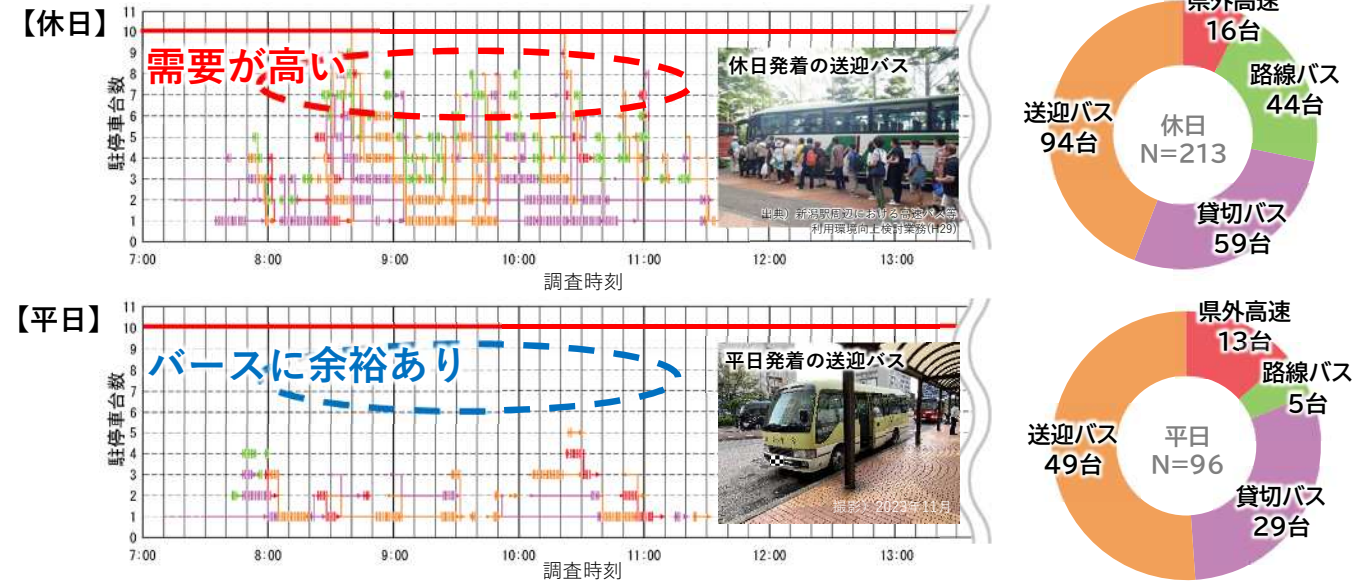 【休日】
需要が高い
駐停車台数
11
10
9
8
7
6
5
4
3
2
1
0
7:00
8:00
9:00
10:00
11:00
12:00
13:00
調査時刻
休日発着の送迎バス
出典）新潟駅周辺における高速バス等
利用環境向上検討業務(H29)
県外高速
16台
路線バス
44台
貸切バス
59台
送迎バス
94台
休日
N=213
【平日】
バースに余裕あり
駐停車台数
11
10
9
8
7
6
5
4
3
2
1
0
7:00
8:00
9:00
10:00
11:00
12:00
13:00
調査時刻
平日発着の送迎バス
撮影：2023年11月
県外高速
13台
路線バス
5台
貸切バス
29台
送迎バス
49台
平日
N=96